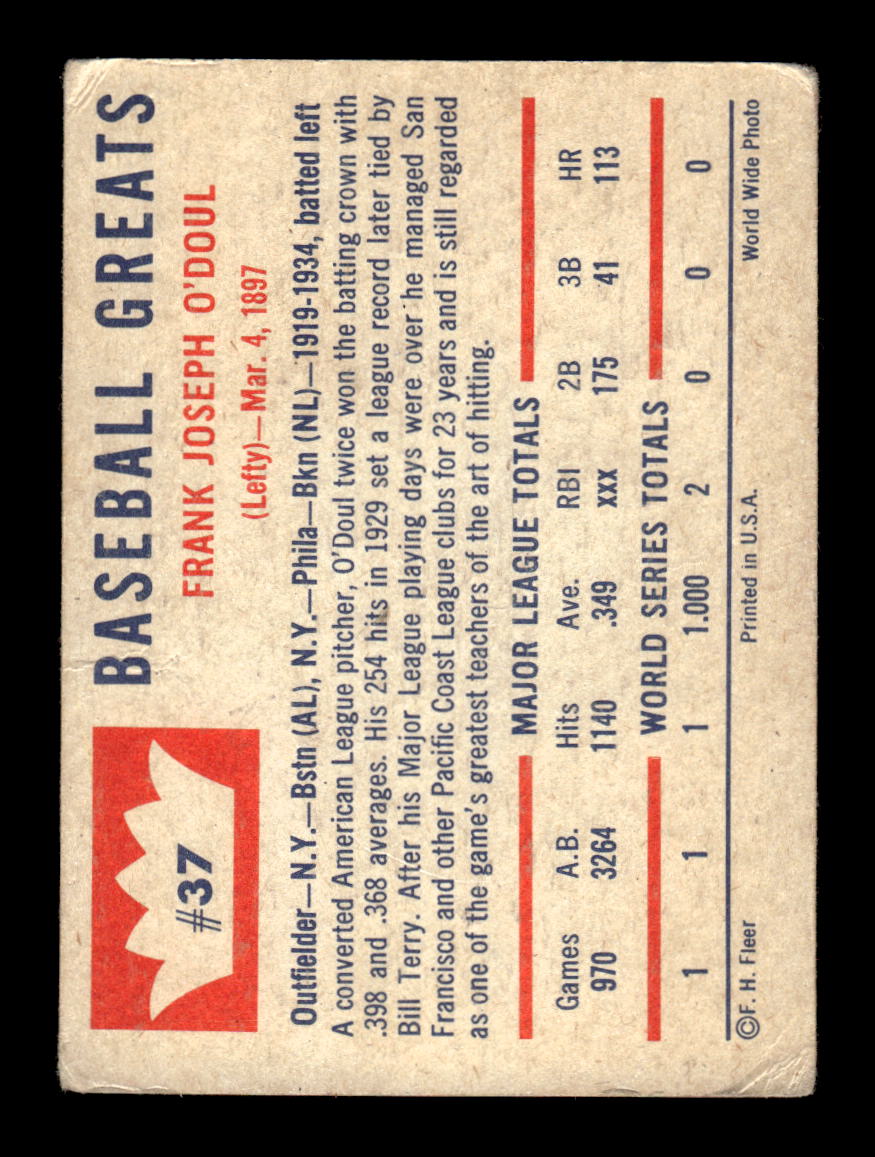 #37
BASEBALL GREATS
FRANK JOSEPH O'DOUL
(Lefty)—Mar. 4, 1897
Outfielder—N.Y.—Bstn (AL), N.Y.—Phila—Bkn (NL)—1919-1934, batted left
A converted American League pitcher, O'Doul twice won the batting crown with
.398 and .368 averages. His 254 hits in 1929 set a league record later tied by
Bill Terry. After his Major League playing days were over he managed San
Francisco and other Pacific Coast League clubs for 23 years and is still regarded
as one of the game's greatest teachers of the art of hitting.
MAJOR LEAGUE TOTALS
Games A.B. Hits Ave. RBI 2B 3B HR
970 3264 1140 .349 xxx 175 41 113
WORLD SERIES TOTALS
1 1 1 1.000 2 0 0 0
©F. H. Fleer Printed in U.S.A. World Wide Photo